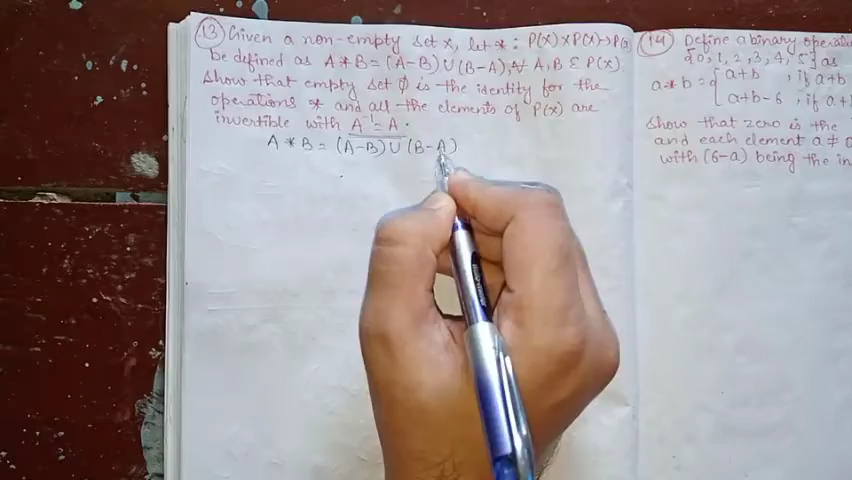 13 Given a non-empty set X, let * : P(X) × P(X) → P(X)
be defined as A * B = (A-B) ∪ (B-A), ∀ A, B ∈ P(X).
Show that empty set ϕ is the identity for the
operations * and all the elements of P(X) are
invertible with A⁻¹ = A.
A * B = (A-B) ∪ (B-A)
14 Define a binary operation
{0, 1, 2, 3, 4, 5} as
a * b = { a+b , if a+b
a+b-6 , if a+b
Show that zero is the
and each element a ≠ 0
with (6-a) being the in